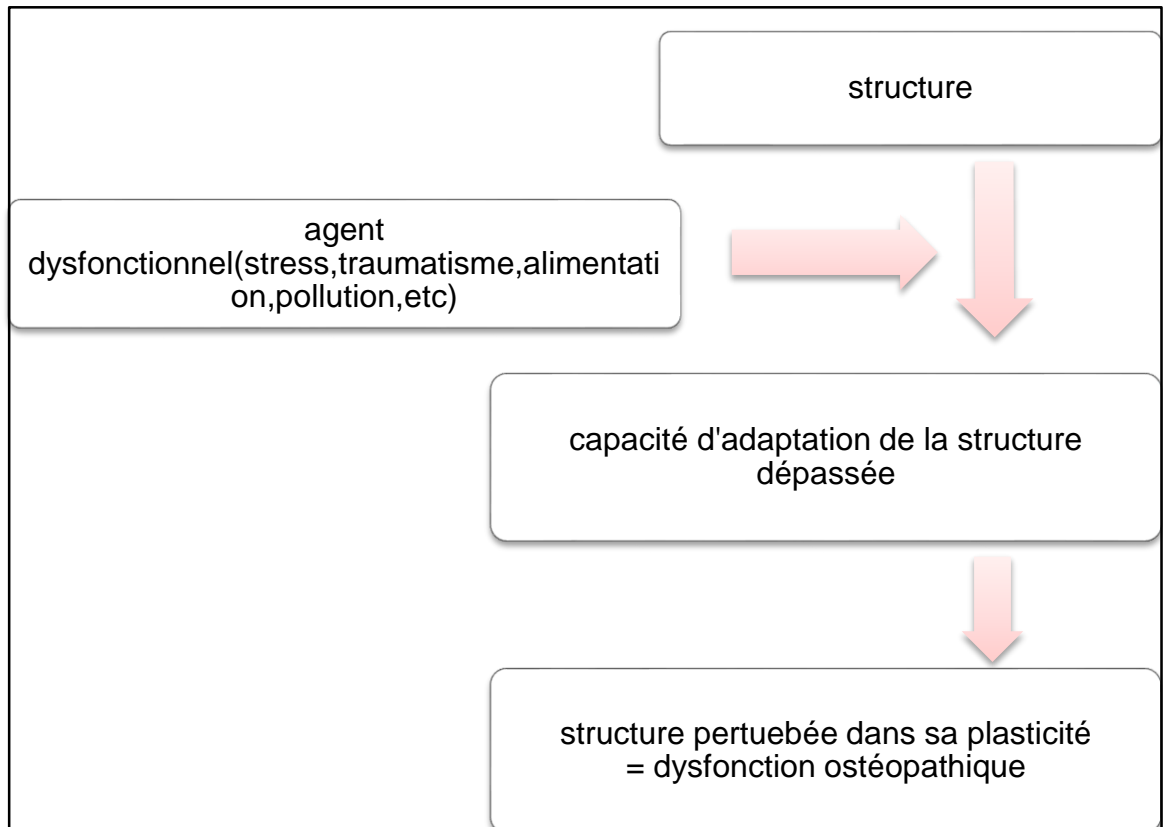 structure
agent
dysfonctionnel(stress,traumatisme,alimentati
on,pollution,etc)
capacité d'adaptation de la structure
dépassée
structure pertuebée dans sa plasticité
= dysfonction ostéopathique